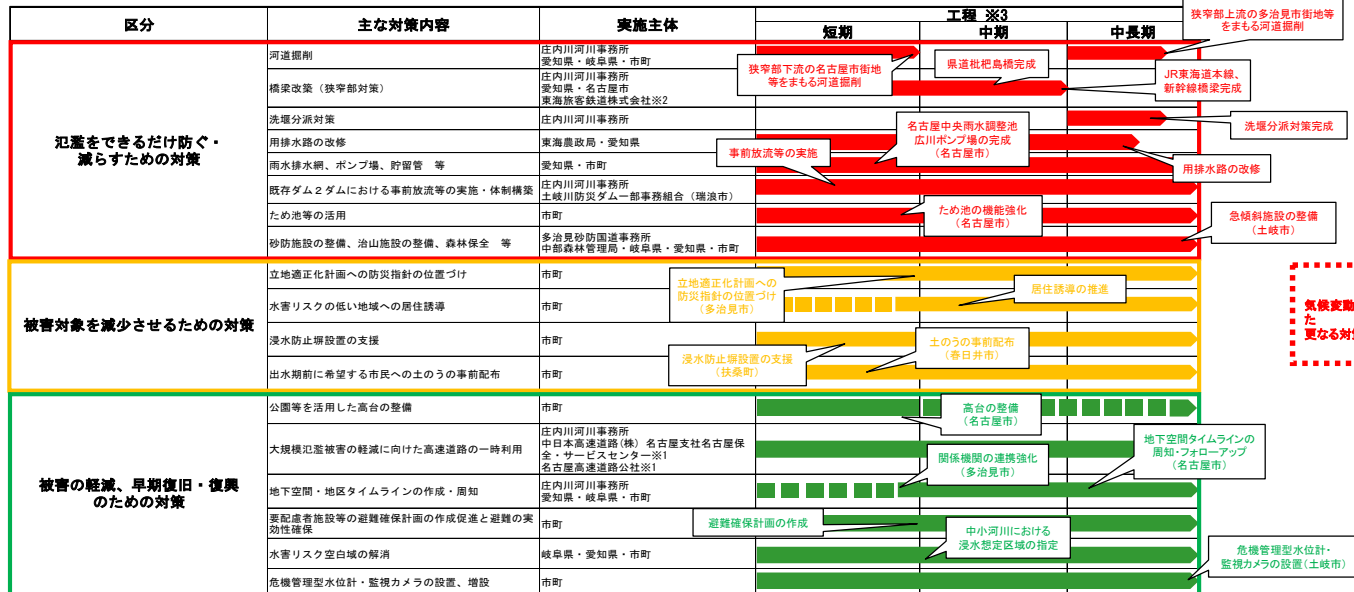 区分
主な対策内容
実施主体
工程 ※3
短期
中期
中長期
狭窄部上流の多治見市街地等
をまもる河道掘削
氾濫をできるだけ防ぐ・
減らすための対策
河道掘削
庄内川河川事務所
愛知県・岐阜県・市町
狭窄部下流の名古屋市街地
等をまもる河道掘削
県道枇杷島橋完成
橋梁改築（狭窄部対策）
庄内川河川事務所
愛知県・名古屋市
東海旅客鉄道株式会社※2
JR東海道本線、
新幹線橋梁完成
洗堰分派対策
庄内川河川事務所
洗堰分派対策完成
用排水路の改修
東海農政局・愛知県
名古屋中央雨水調整池
広川ポンプ場の完成
（名古屋市）
用排水路の改修
雨水排水網、ポンプ場、貯留管　等
愛知県・市町
事前放流等の実施
既存ダム２ダムにおける事前放流等の実施・体制構築
庄内川河川事務所
土岐川防災ダム一部事務組合（瑞浪市）
ため池等の活用
市町
ため池の機能強化
（名古屋市）
急傾斜施設の整備
（土岐市）
砂防施設の整備、治山施設の整備、森林保全　等
多治見砂防国道事務所
中部森林管理局・岐阜県・愛知県・市町
被害対象を減少させるための対策
立地適正化計画への防災指針の位置づけ
市町
立地適正化計画への
防災指針の位置づけ
（多治見市）
水害リスクの低い地域への居住誘導
市町
居住誘導の推進
浸水防止塀設置の支援
市町
浸水防止塀設置の支援
（扶桑町）
土のうの事前配布
（春日井市）
出水期前に希望する市民への土のうの事前配布
市町
気候変動
た
更なる対
被害の軽減、早期復旧・復興
のための対策
公園等を活用した高台の整備
市町
高台の整備
（名古屋市）
大規模氾濫被害の軽減に向けた高速道路の一時利用
庄内川河川事務所
中日本高速道路（株）名古屋支社名古屋保
全・サービスセンター※1
名古屋高速道路公社※1
関係機関の連携強化
（多治見市）
地下空間タイムラインの
周知・フォローアップ
（名古屋市）
地下空間・地区タイムラインの作成・周知
庄内川河川事務所
愛知県・岐阜県・市町
要配慮者施設等の避難確保計画の作成促進と避難の実
効性確保
市町
避難確保計画の作成
水害リスク空白域の解消
岐阜県・愛知県・市町
中小河川における
浸水想定区域の指定
危機管理型水位計・監視カメラの設置、増設
市町
危機管理型水位計・
監視カメラの設置（土岐市）